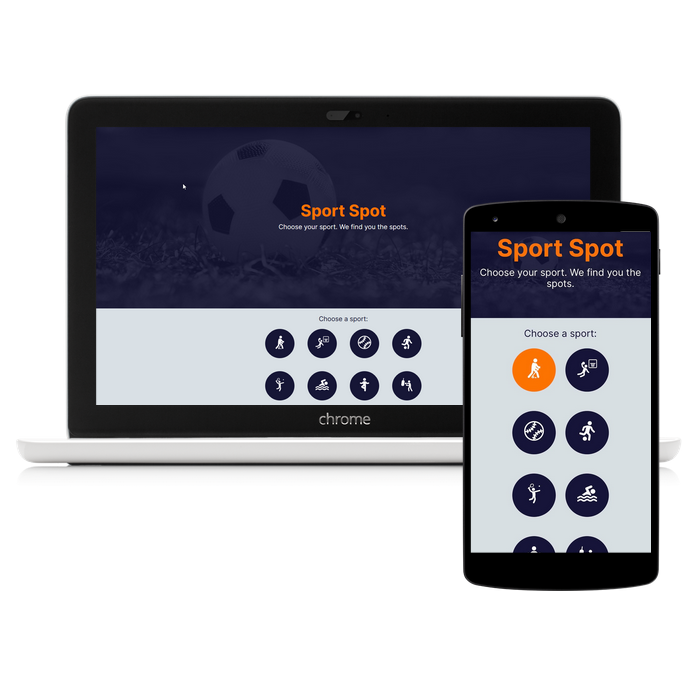 Sport Spot
Choose your sport. We find you the spots.
Choose a sport:
chrome
Sport Spot
Choose your sport. We find you the
spots.
Choose a sport: